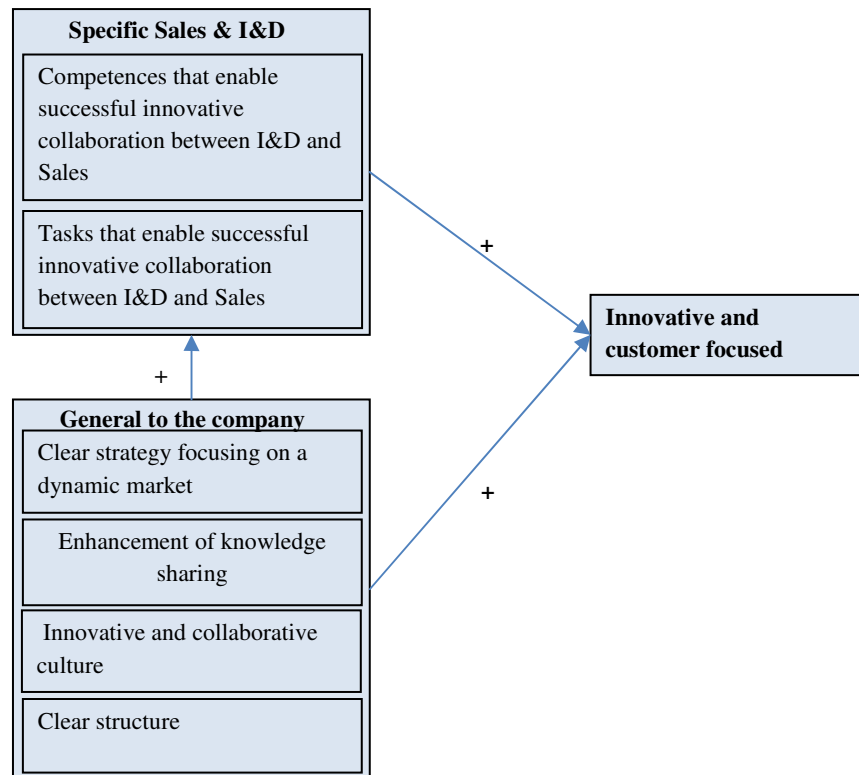 Specific Sales & I&D
Competences that enable
successful innovative
collaboration between I&D and
Sales
Tasks that enable successful
innovative collaboration
between I&D and Sales
+
Innovative and
customer focused
+
General to the company
Clear strategy focusing on a
dynamic market
+
Enhancement of knowledge
sharing
Innovative and collaborative
culture
Clear structure